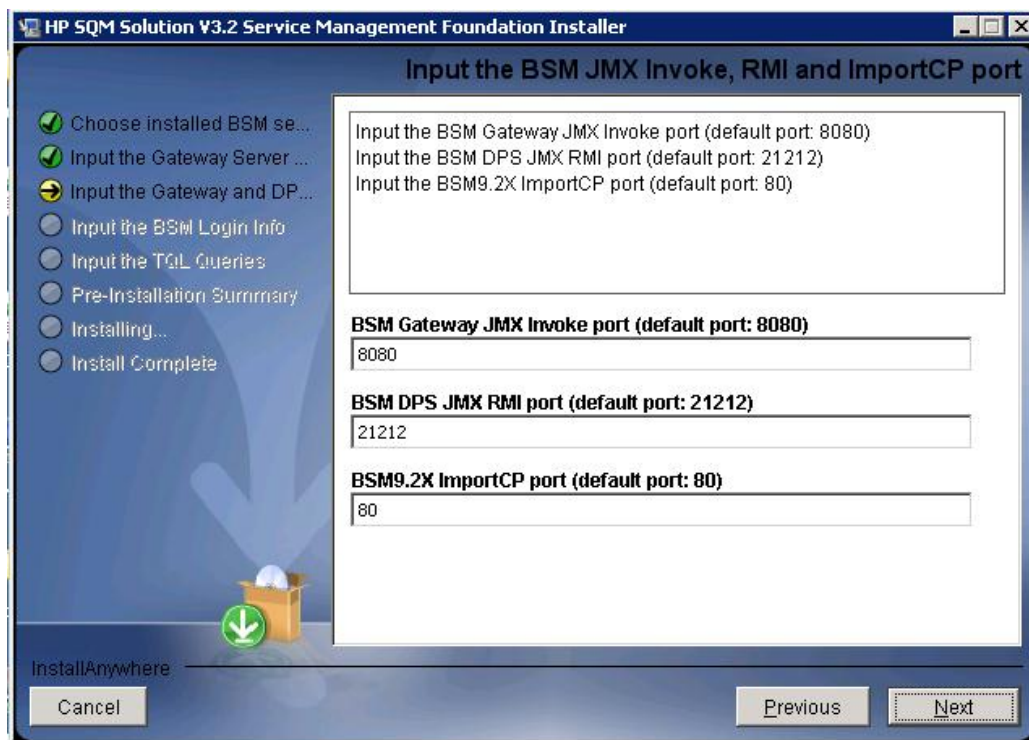 HP SQM Solution V3.2 Service Management Foundation Installer
Input the BSM JMX Invoke, RMI and ImportCP port
Choose installed BSM se...
Input the Gateway Server ...
Input the Gateway and DP...
Input the BSM Login Info
Input the TQL Queries
Pre-Installation Summary
Installing...
Install Complete
Input the BSM Gateway JMX Invoke port (default port: 8080)
Input the BSM DPS JMX RMI port (default port: 21212)
Input the BSM9.2X ImportCP port (default port: 80)
BSM Gateway JMX Invoke port (default port: 8080)
8080
BSM DPS JMX RMI port (default port: 21212)
21212
BSM9.2X ImportCP port (default port: 80)
80
InstallAnywhere
Cancel
Previous
Next